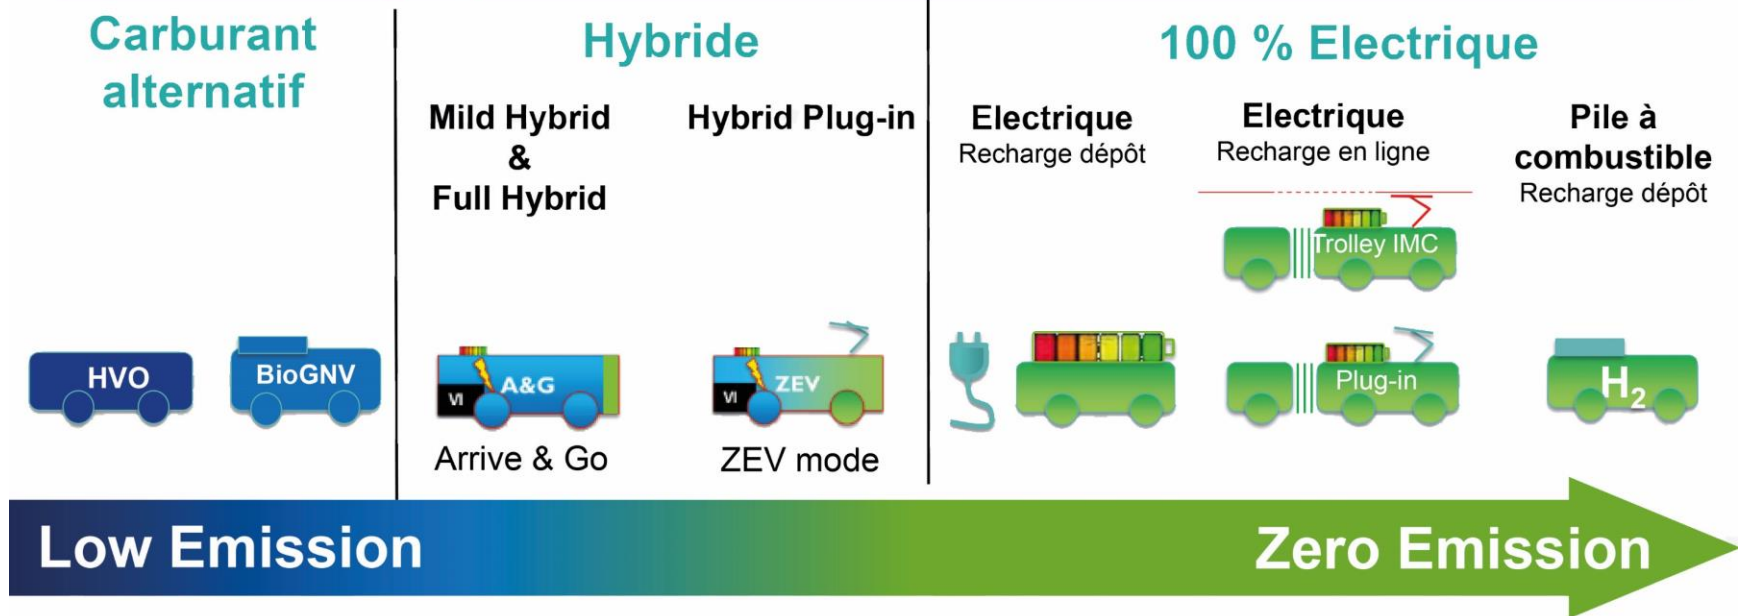 Carburant
alternatif
HVO
BioGNV
Hybride
Mild Hybrid
&
Full Hybrid
VI
A&G
Arrive & Go
Hybrid Plug-in
VI
ZEV
ZEV mode
100 % Electrique
Electrique
Recharge dépôt
Electrique
Recharge en ligne
Trolley IMC
Plug-in
Pile à
combustible
Recharge dépôt
H₂
Low Emission
Zero Emission